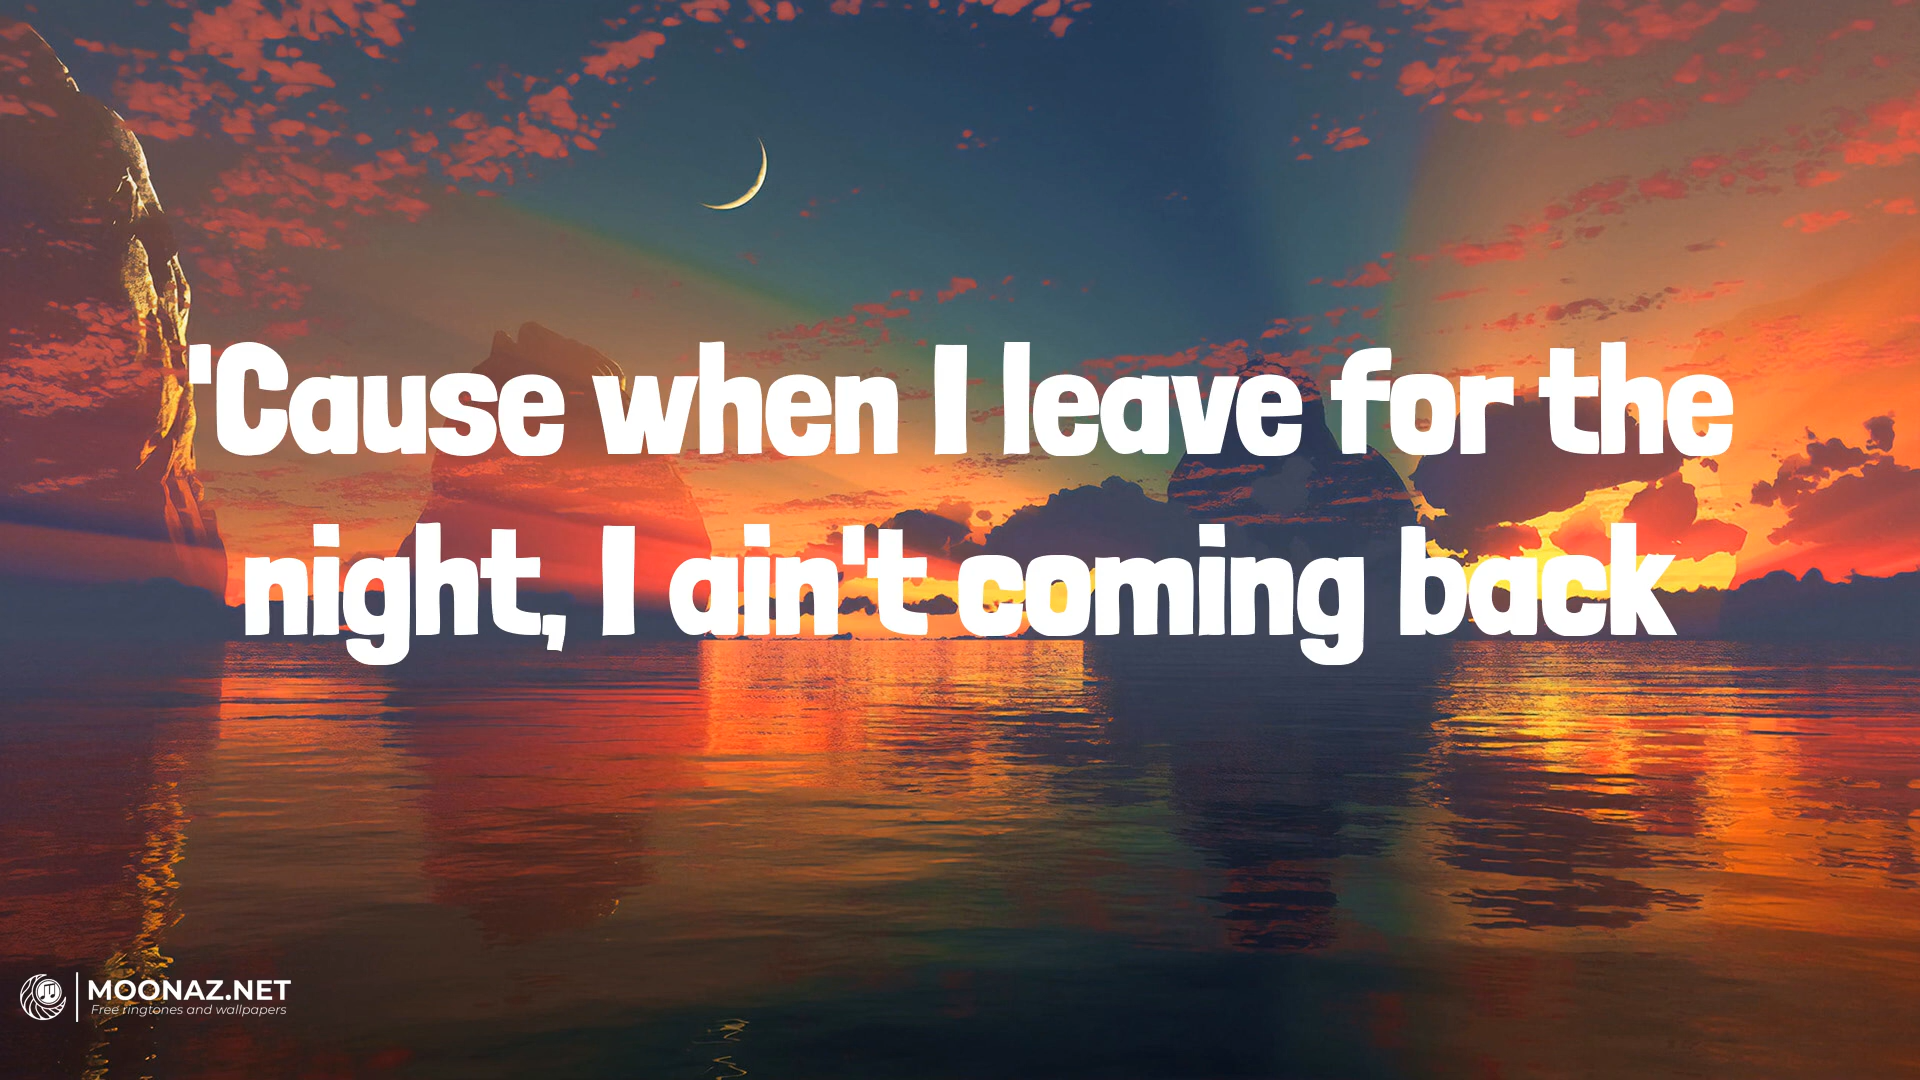 'Cause when I leave for the
night, I ain't coming back
MOONAZ.NET
Free ringtones and wallpapers